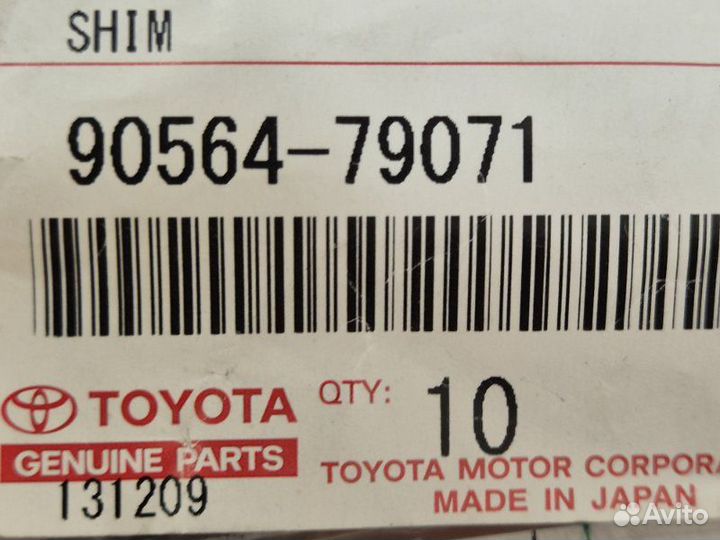 SHIM
90564-79071
TOYOTA
QTY: 10
GENUINE PARTS
TOYOTA MOTOR CORPORA
131209
MADE IN JAPAN
Avito